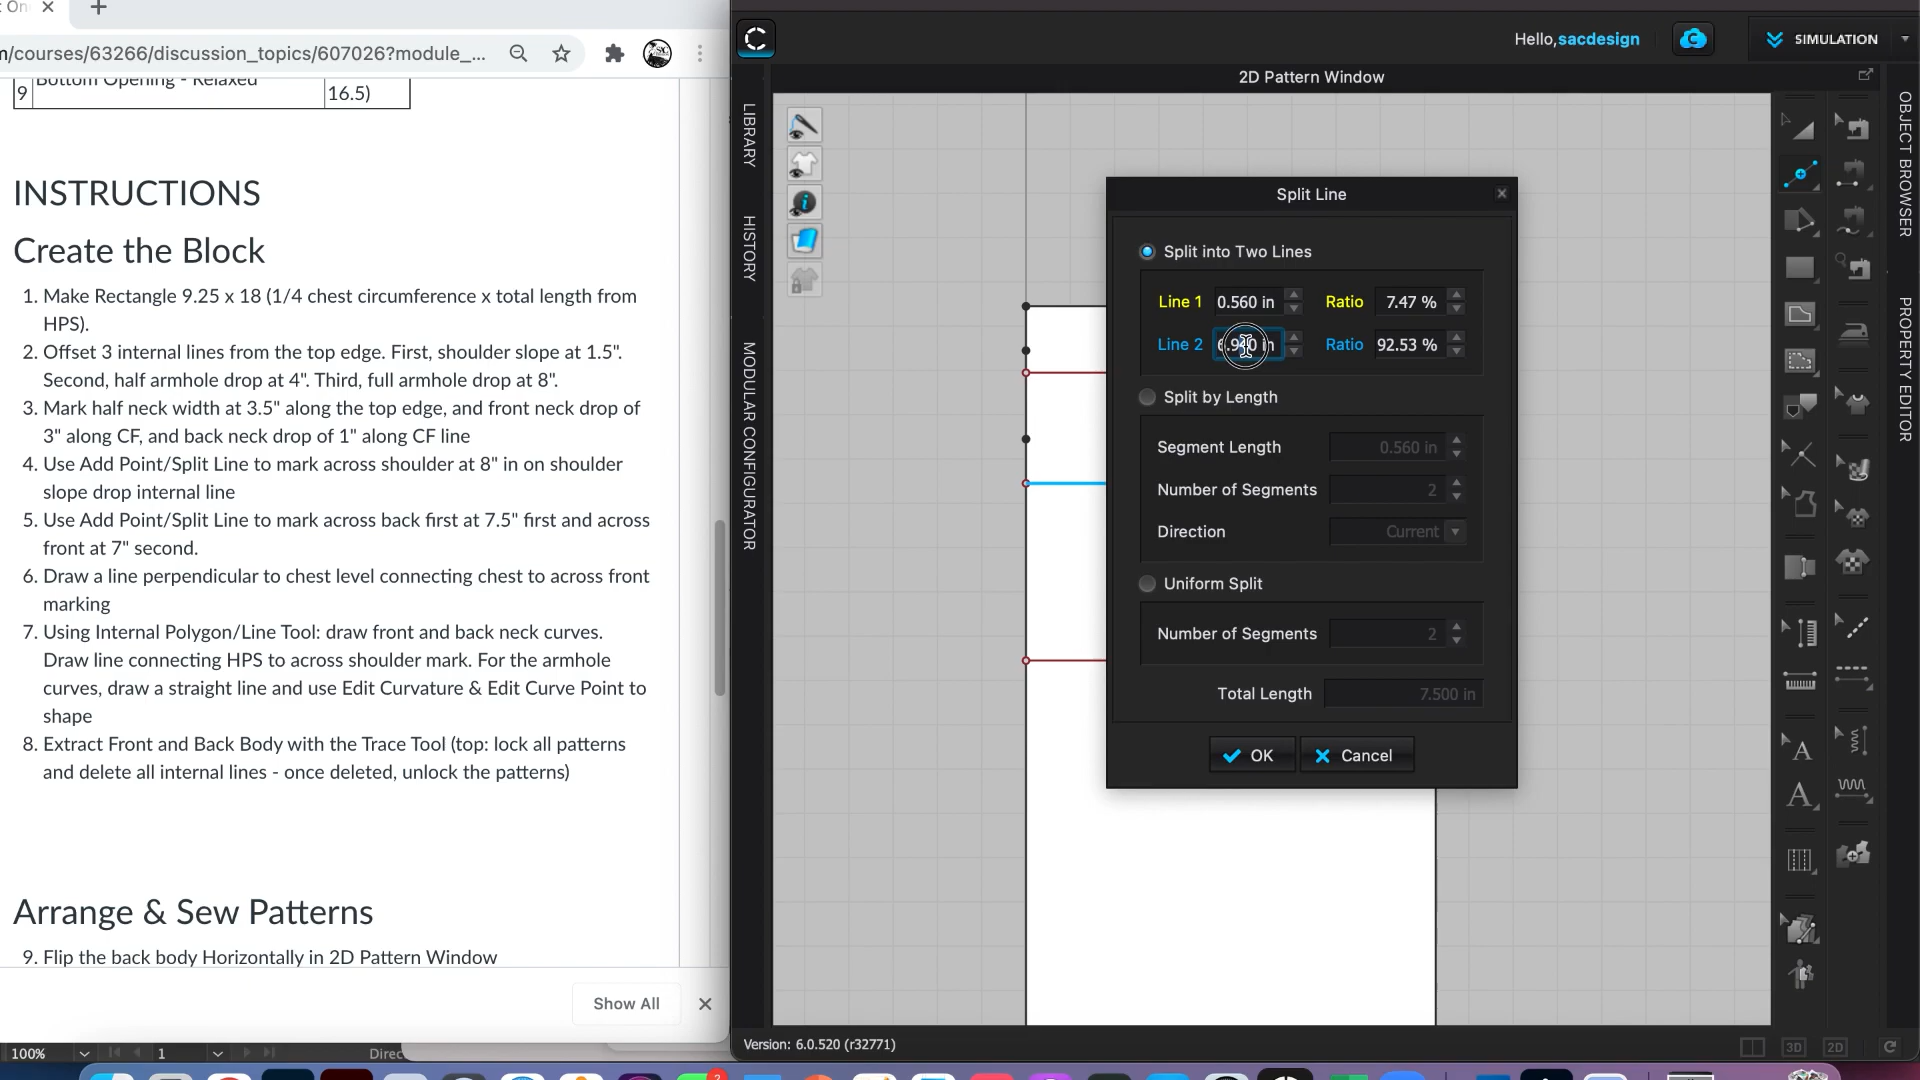 t On
m/courses/63266/discussion_topics/607026?module_...
9 Bottom Opening - Relaxed 16.5)
INSTRUCTIONS
Create the Block
1. Make Rectangle 9.25 x 18 (1/4 chest circumference x total length from
HPS).
2. Offset 3 internal lines from the top edge. First, shoulder slope at 1.5".
Second, half armhole drop at 4". Third, full armhole drop at 8".
3. Mark half neck width at 3.5" along the top edge, and front neck drop of
3" along CF, and back neck drop of 1" along CF line
4. Use Add Point/Split Line to mark across shoulder at 8" in on shoulder
slope drop internal line
5. Use Add Point/Split Line to mark across back first at 7.5" first and across
front at 7" second.
6. Draw a line perpendicular to chest level connecting chest to across front
marking
7. Using Internal Polygon/Line Tool: draw front and back neck curves.
Draw line connecting HPS to across shoulder mark. For the armhole
curves, draw a straight line and use Edit Curvature & Edit Curve Point to
shape
8. Extract Front and Back Body with the Trace Tool (top: lock all patterns
and delete all internal lines - once deleted, unlock the patterns)
Arrange & Sew Patterns
9. Flip the back body Horizontally in 2D Pattern Window
Show All
100%
1
Direc
Hello,sacdesign
SIMULATION
2D Pattern Window
LIBRARY
HISTORY
MODULAR CONFIGURATOR
OBJECT BROWSER
PROPERTY EDITOR
Split Line
Split into Two Lines
Line 1 0.560 in Ratio 7.47 %
Line 2 6.940 in Ratio 92.53 %
Split by Length
Segment Length 0.560 in
Number of Segments 2
Direction Current
Uniform Split
Number of Segments 2
Total Length 7.500 in
OK Cancel
Version: 6.0.520 (r32771)
3D 2D
2